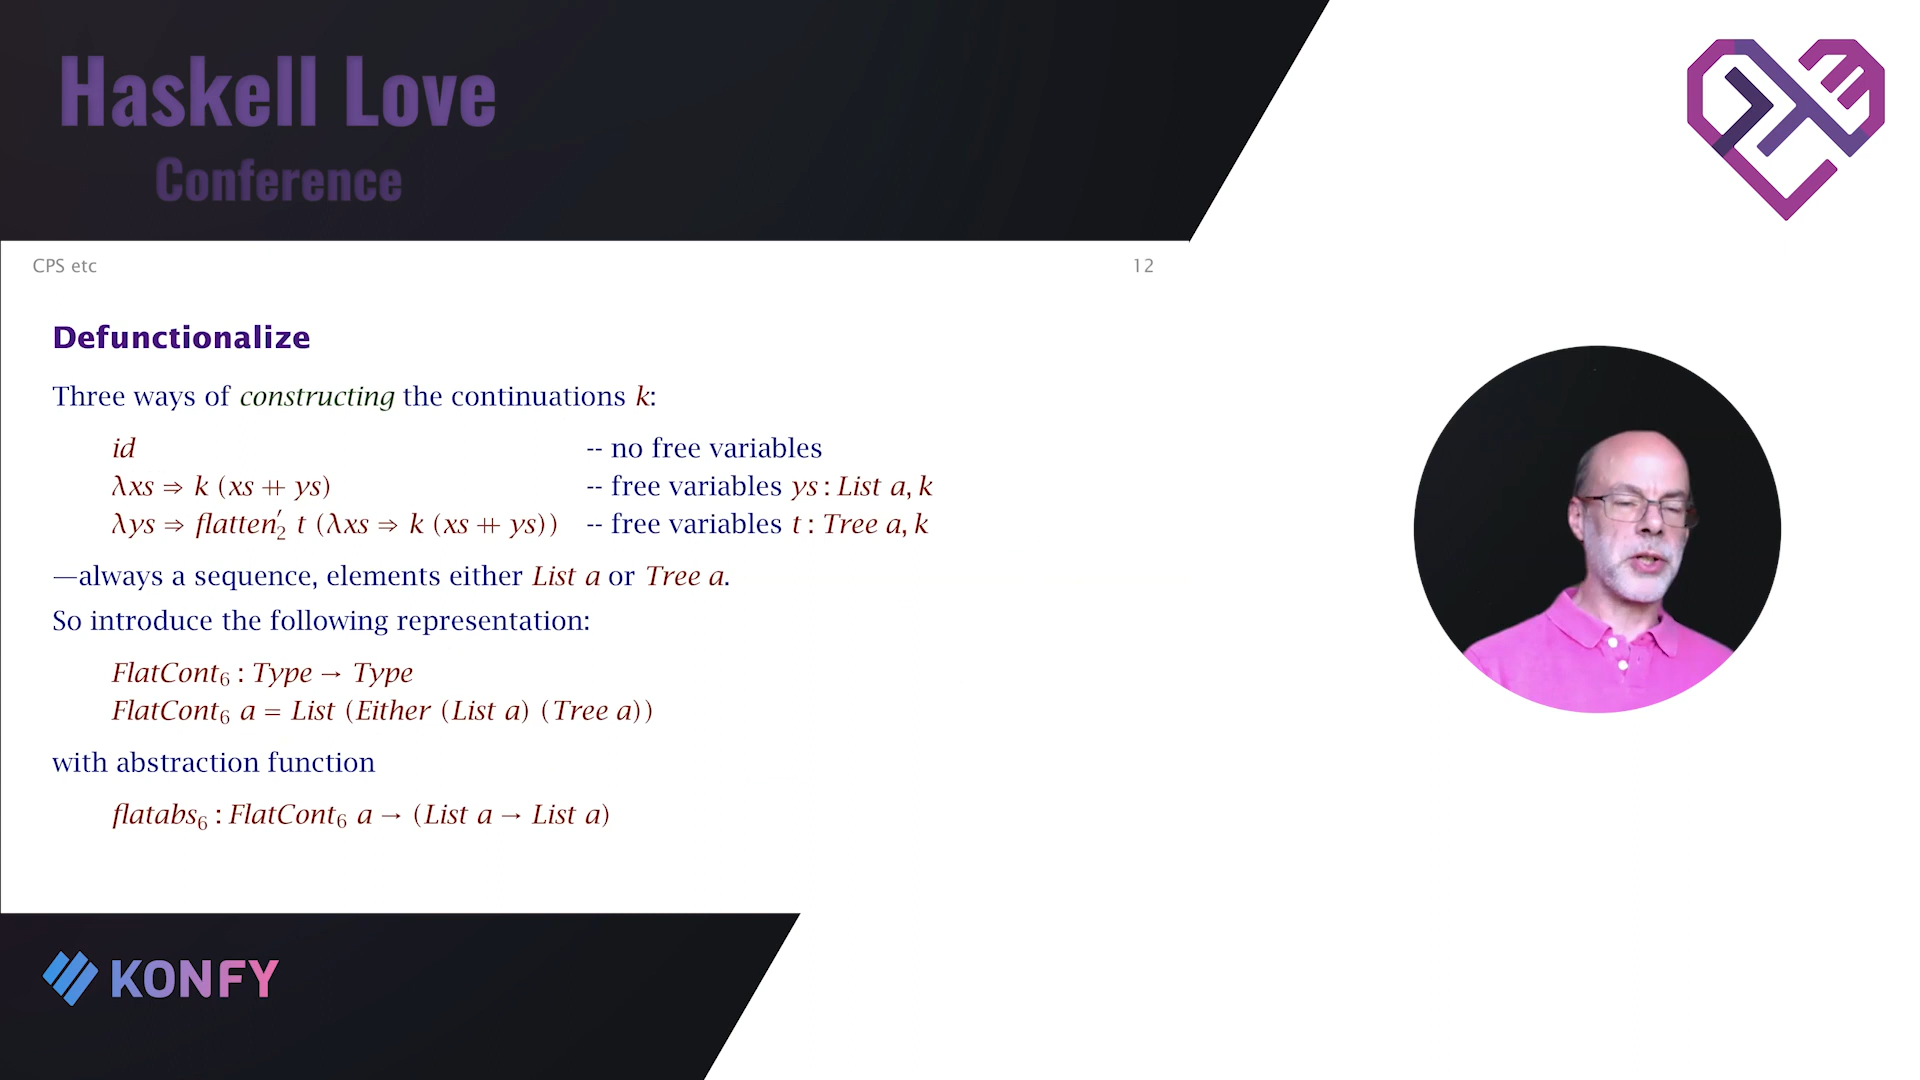 Haskell Love
Conference
CPS etc 12
Defunctionalize
Three ways of constructing the continuations k:
id -- no free variables
λxs ⇒ k (xs ⧺ ys) -- free variables ys : List a, k
λys ⇒ flatten′₂ t (λxs ⇒ k (xs ⧺ ys)) -- free variables t : Tree a, k
—always a sequence, elements either List a or Tree a.
So introduce the following representation:
FlatCont₆ : Type → Type
FlatCont₆ a = List (Either (List a) (Tree a))
with abstraction function
flatabs₆ : FlatCont₆ a → (List a → List a)
KONFY